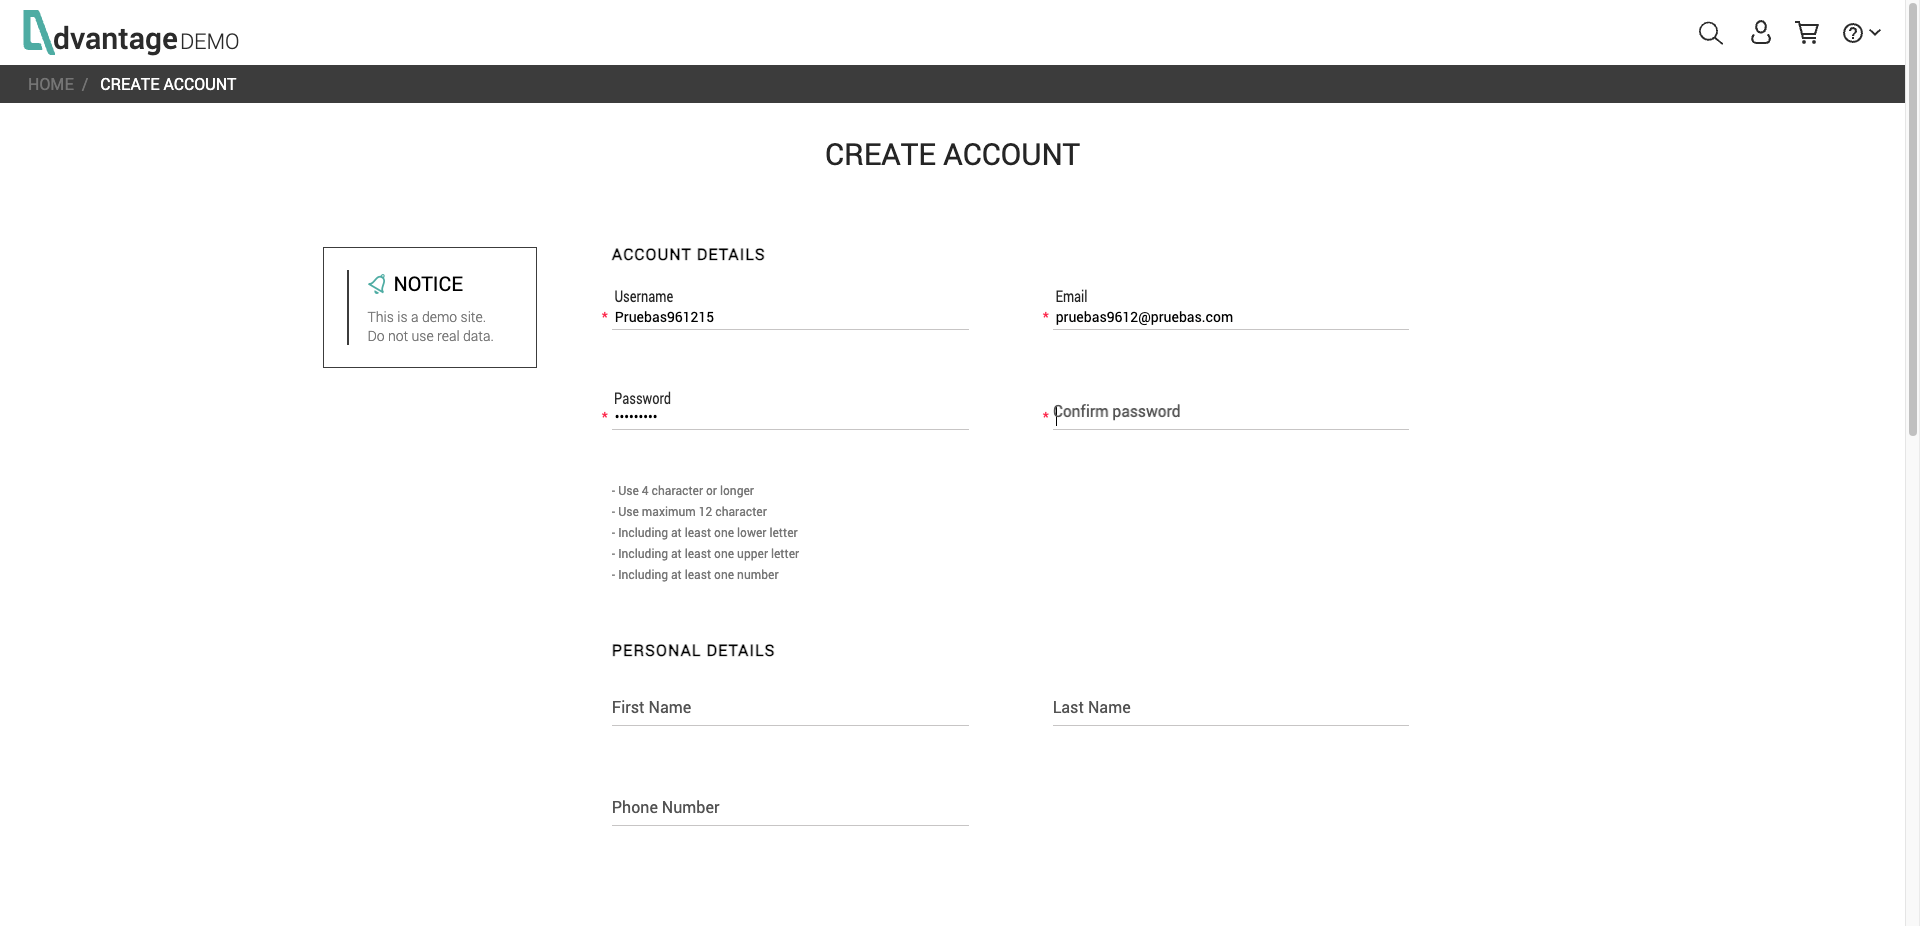 dvantage DEMO
HOME / CREATE ACCOUNT
CREATE ACCOUNT
NOTICE
This is a demo site.
Do not use real data.
ACCOUNT DETAILS
Username
* Pruebas961215
Email
* pruebas9612@pruebas.com
Password
* •••••••••
* Confirm password
- Use 4 character or longer
- Use maximum 12 character
- Including at least one lower letter
- Including at least one upper letter
- Including at least one number
PERSONAL DETAILS
First Name
Last Name
Phone Number